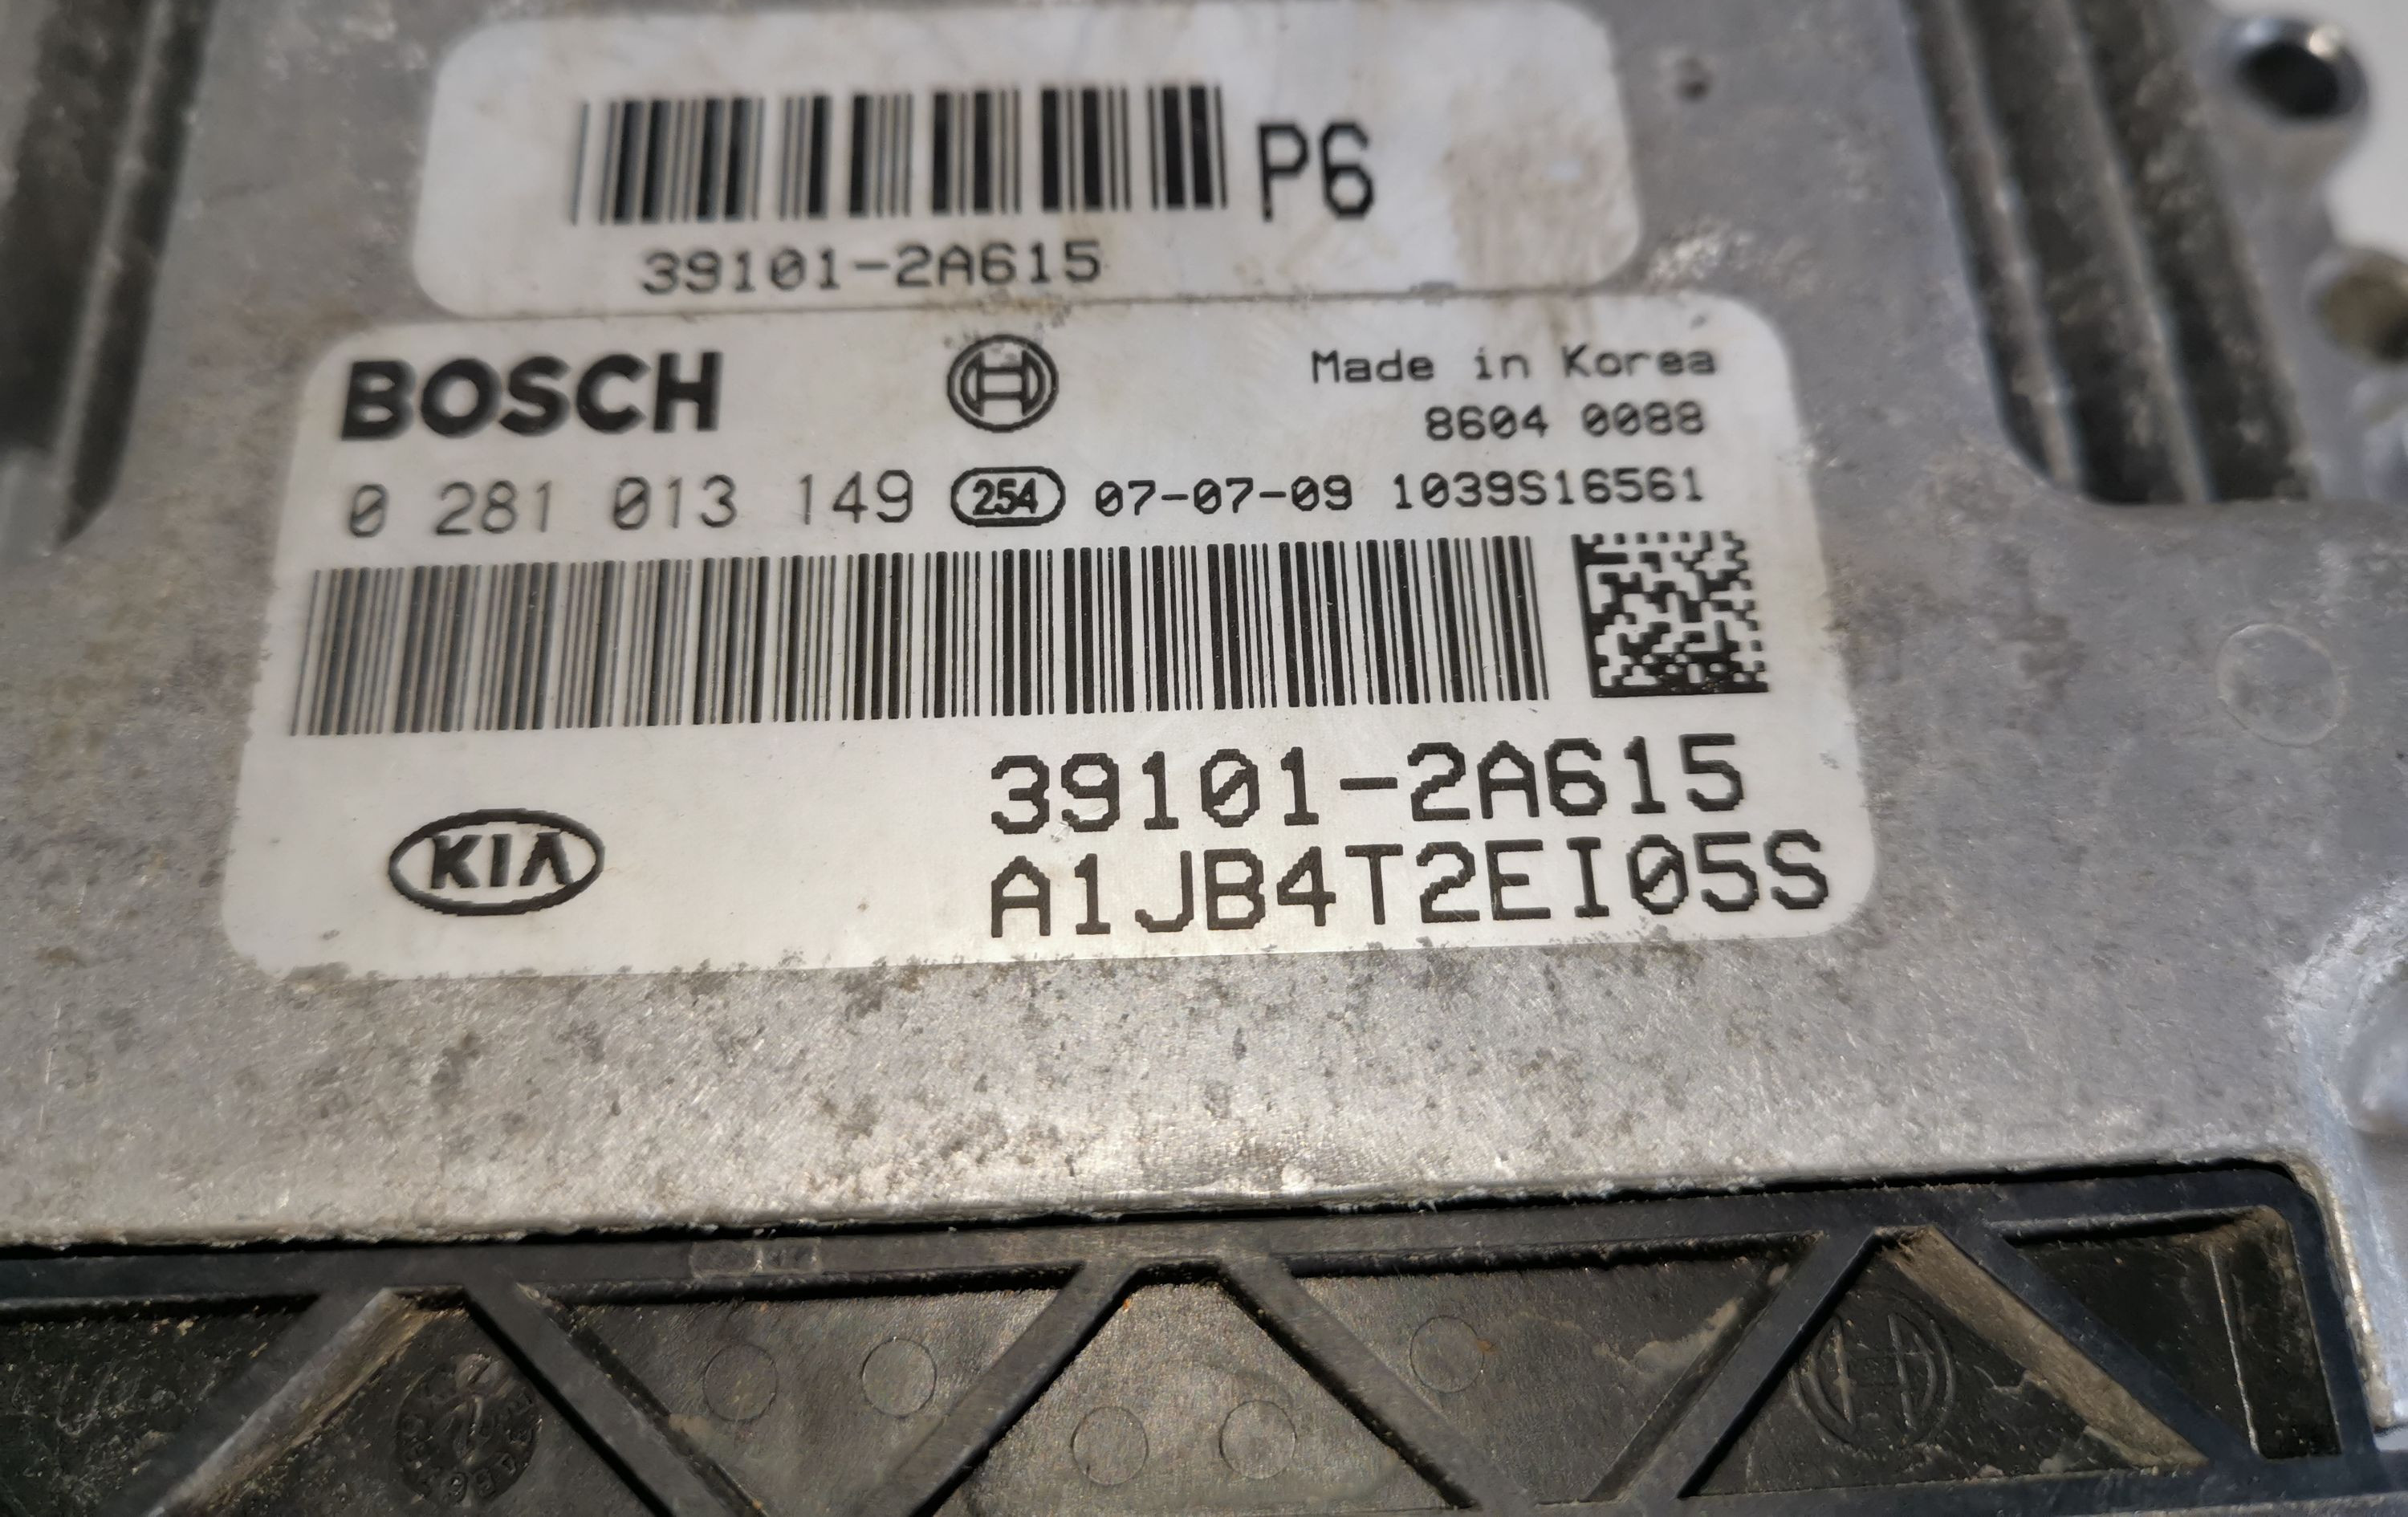 P6
39101-2A615
BOSCH
Made in Korea
8604 0088
0 281 013 149 254 07-07-09 1039S16561
39101-2A615
KIA
A1JB4T2EI05S